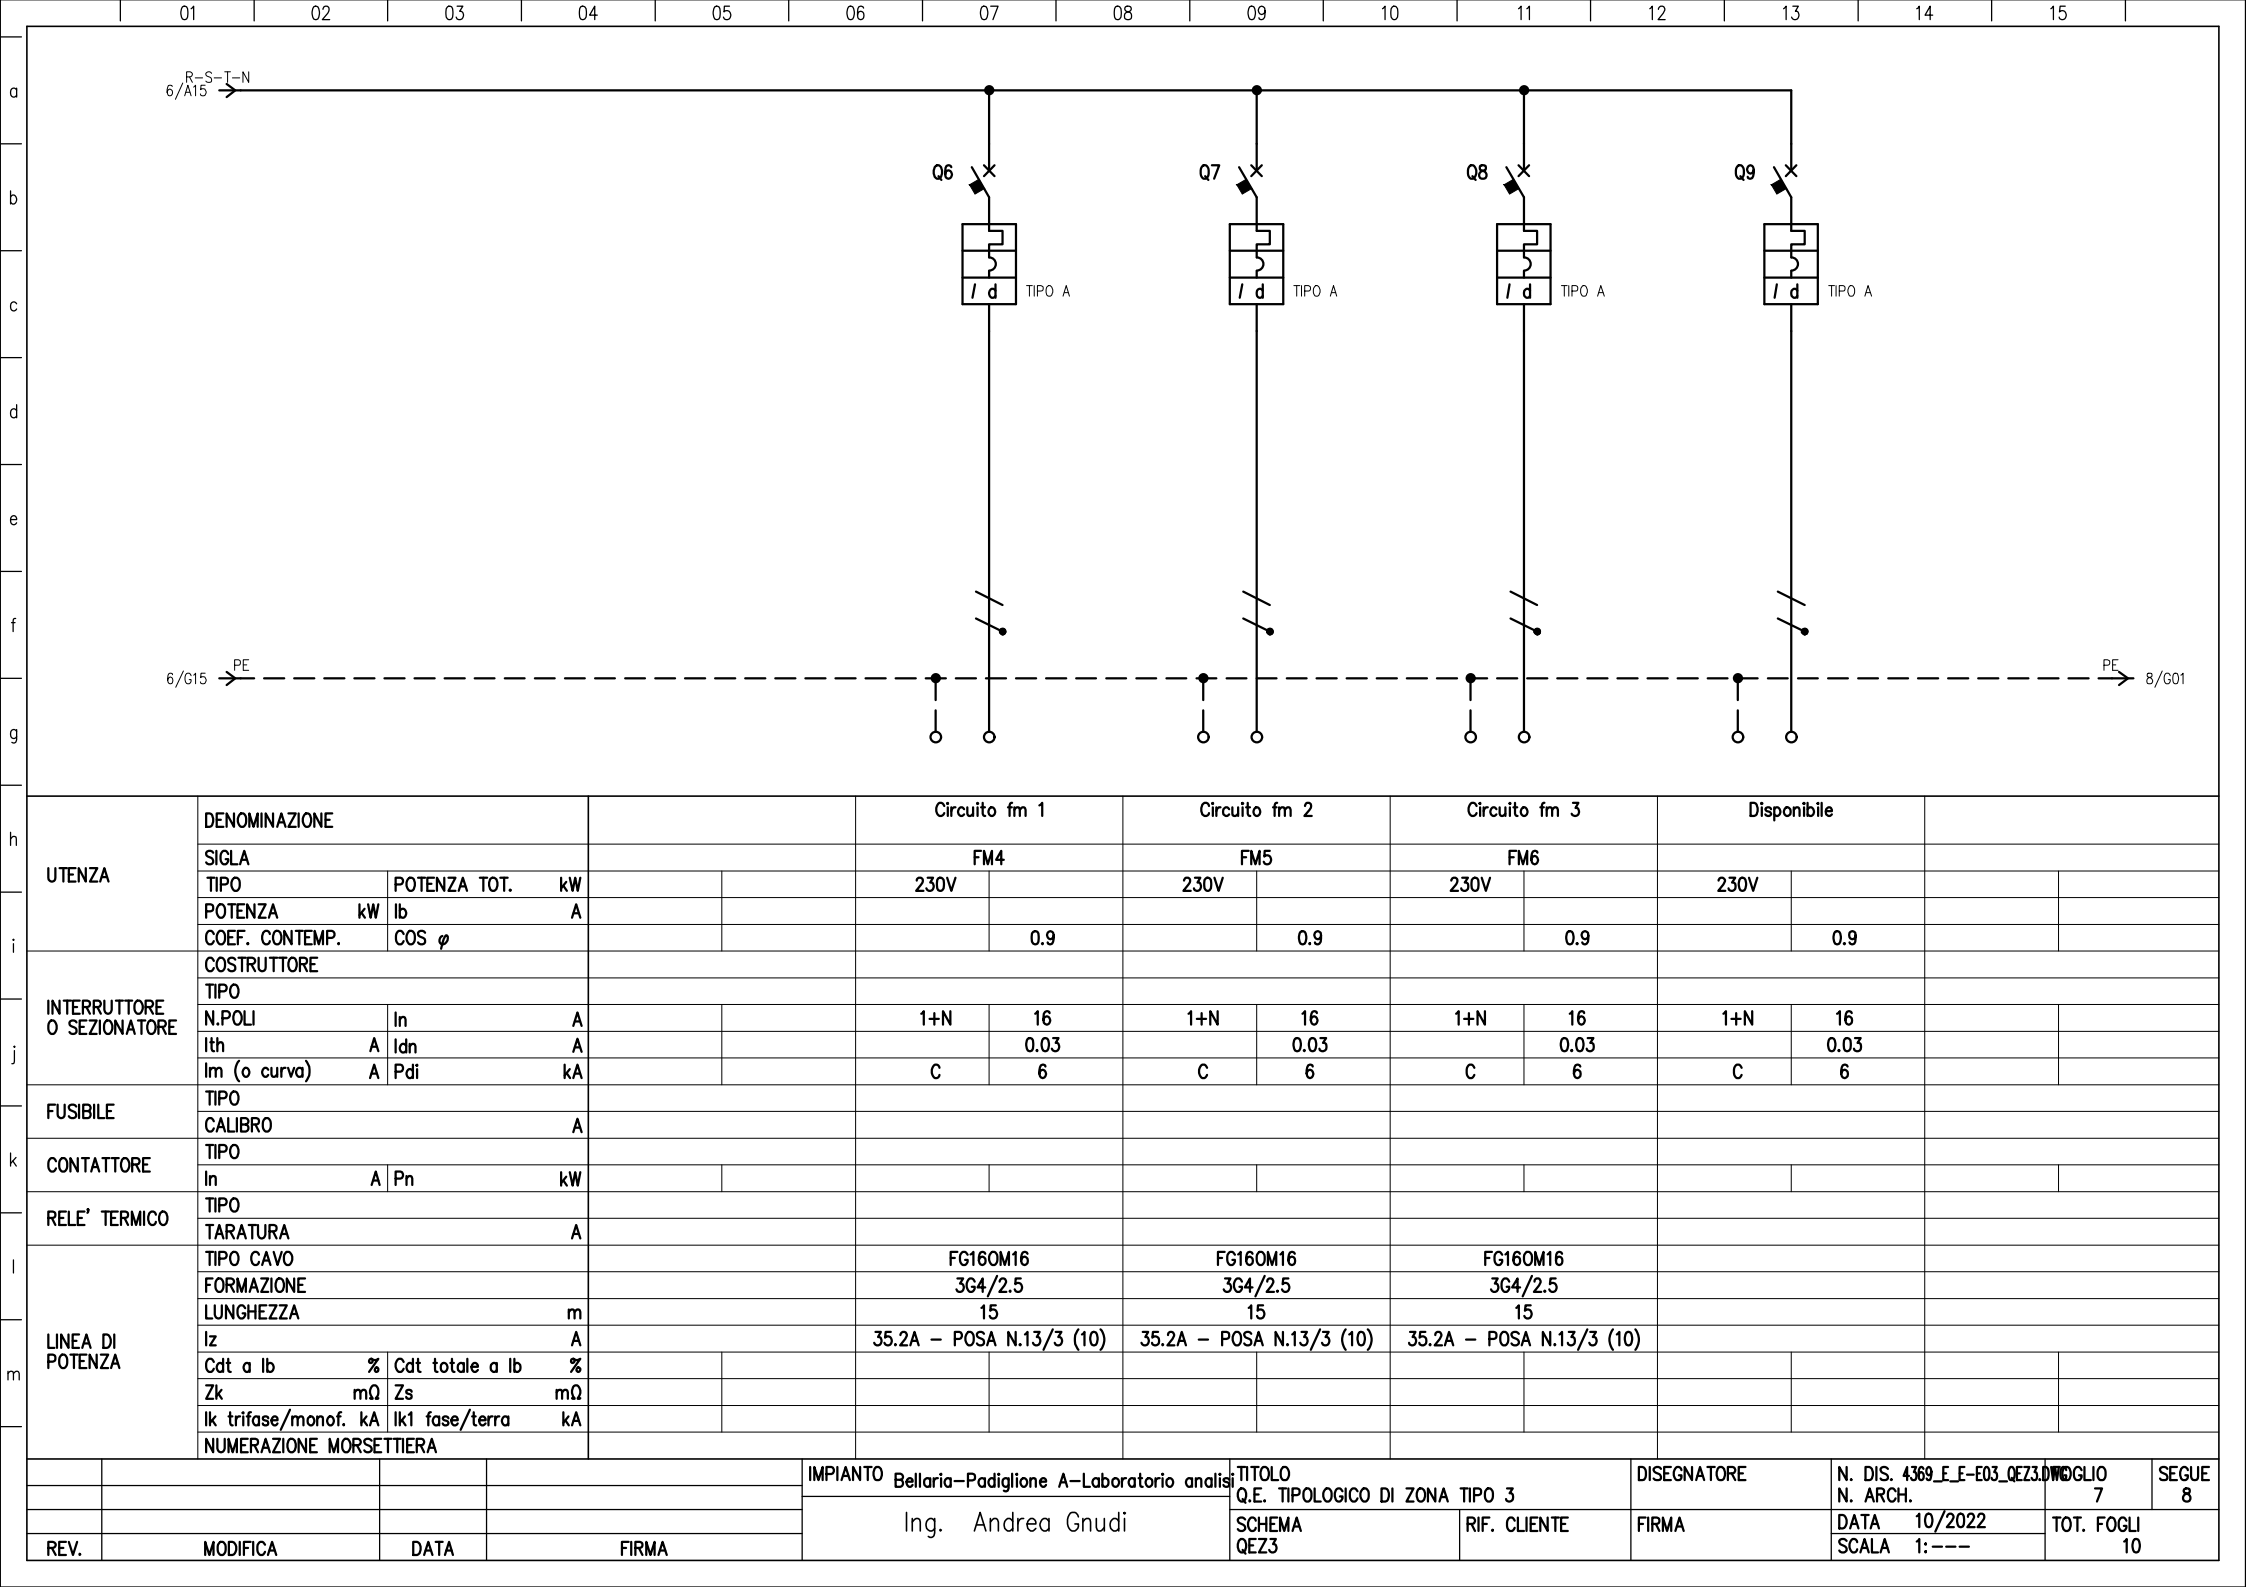 01 02 03 04 05 06 07 08 09 10 11 12 13 14 15
a
R-S-T-N
6/A15
b
Q6 Q7 Q8 Q9
c
I d TIPO A I d TIPO A I d TIPO A I d TIPO A
d
e
f
PE PE
6/G15 8/G01
g
h
DENOMINAZIONE Circuito fm 1 Circuito fm 2 Circuito fm 3 Disponibile
UTENZA
SIGLA FM4 FM5 FM6
TIPO POTENZA TOT. kW 230V 230V 230V 230V
POTENZA kW Ib A
i
COEF. CONTEMP. COS φ 0.9 0.9 0.9 0.9
INTERRUTTORE
O SEZIONATORE
COSTRUTTORE
TIPO
N.POLI In A 1+N 16 1+N 16 1+N 16 1+N 16
j
Ith A Idn A 0.03 0.03 0.03 0.03
Im (o curva) A Pdi kA C 6 C 6 C 6 C 6
FUSIBILE
TIPO
CALIBRO A
k
CONTATTORE
TIPO
In A Pn kW
RELE' TERMICO
TIPO
TARATURA A
l
LINEA DI
POTENZA
TIPO CAVO FG16OM16 FG16OM16 FG16OM16
FORMAZIONE 3G4/2.5 3G4/2.5 3G4/2.5
LUNGHEZZA m 15 15 15
Iz A 35.2A - POSA N.13/3 (10) 35.2A - POSA N.13/3 (10) 35.2A - POSA N.13/3 (10)
m
Cdt a Ib % Cdt totale a Ib %
Zk mΩ Zs mΩ
Ik trifase/monof. kA Ik1 fase/terra kA
NUMERAZIONE MORSETTIERA
REV. MODIFICA DATA FIRMA
IMPIANTO Bellaria-Padiglione A-Laboratorio analisi
Ing. Andrea Gnudi
TITOLO
Q.E. TIPOLOGICO DI ZONA TIPO 3
SCHEMA
QEZ3
RIF. CLIENTE
DISEGNATORE
FIRMA
N. DIS. 4369_E_E-E03_QEZ3.DWG
N. ARCH.
DATA 10/2022
SCALA 1:---
FOGLIO
7
SEGUE
8
TOT. FOGLI
10